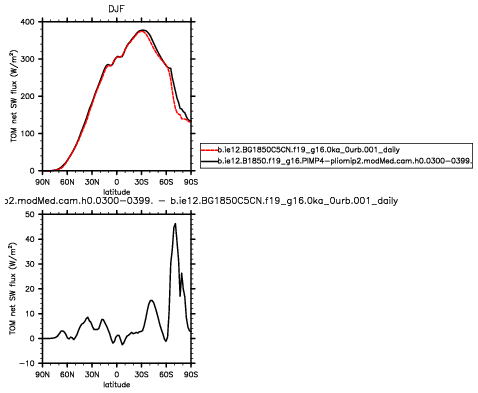 DJF
400
300
200
100
0
TOM net SW flux (W/m²)
90N 60N 30N 0 30S 60S 90S
latitude
b.ie12.BG1850C5CN.f19_g16.0ka_0urb.001_daily
b.ie12.B1850.f19_g16.PlMP4-pliomip2.modMed.cam.h0.0300-0399.
o2.modMed.cam.h0.0300-0399. - b.ie12.BG1850C5CN.f19_g16.0ka_0urb.001_daily
50
40
30
20
10
0
-10
TOM net SW flux (W/m²)
90N 60N 30N 0 30S 60S 90S
latitude